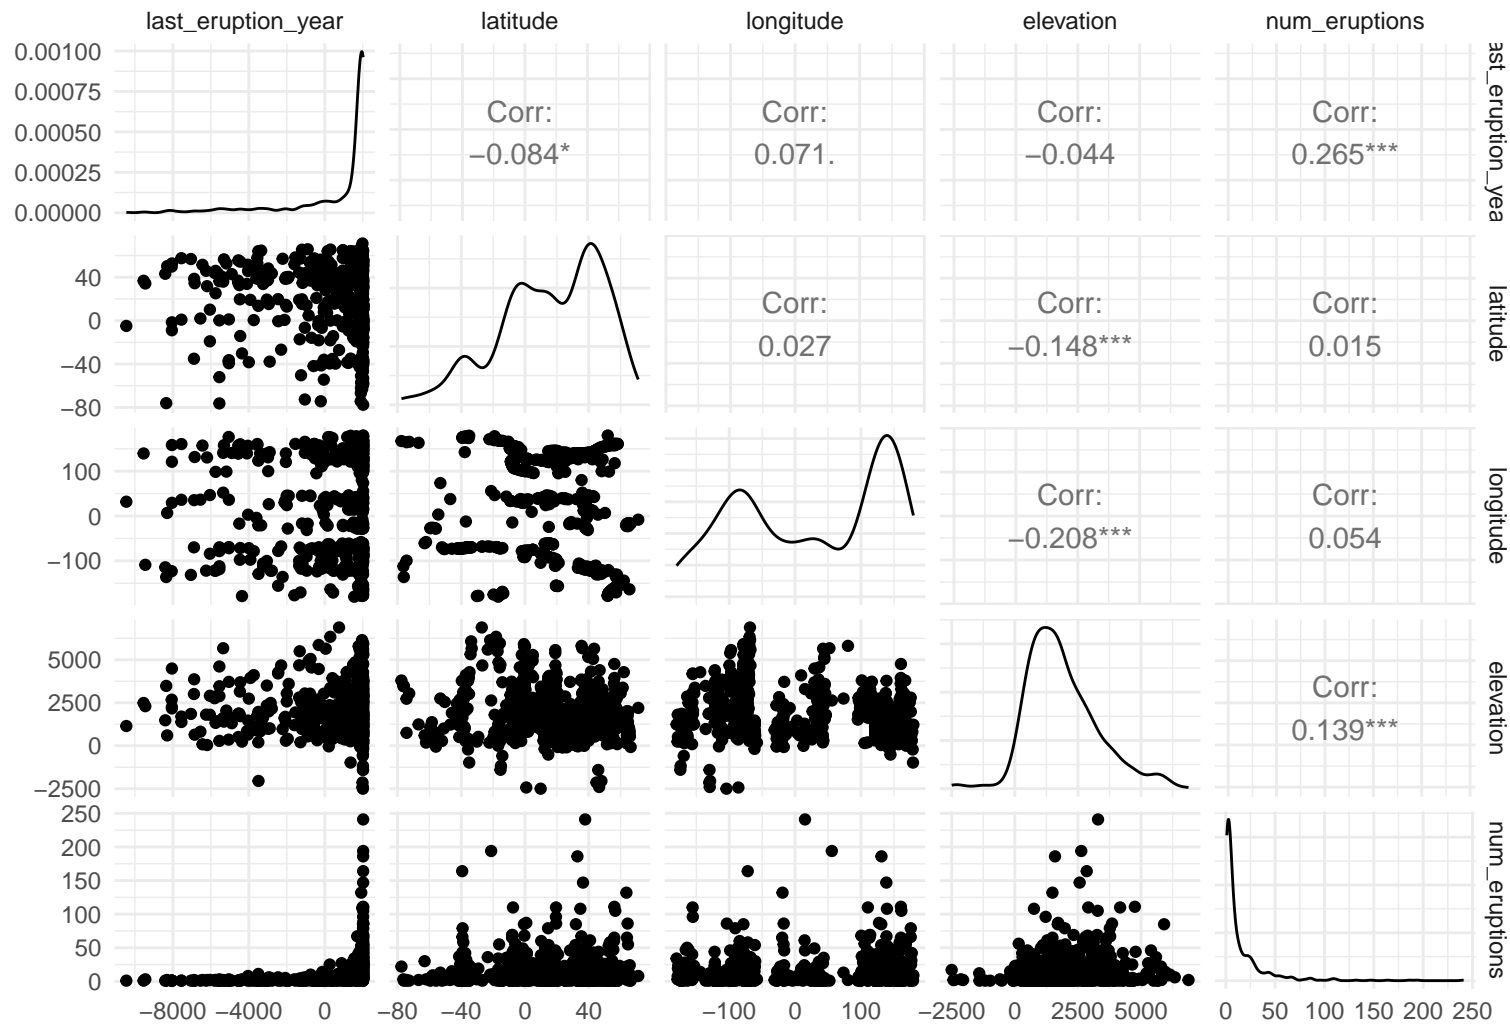 last_eruption_year latitude longitude elevation num_eruptions
0.00100
0.00075
0.00050
0.00025
0.00000
Corr:
−0.084*
Corr:
0.071.
Corr:
−0.044
Corr:
0.265***
ast_eruption_yea
40
0
−40
−80
Corr:
0.027
Corr:
−0.148***
Corr:
0.015
latitude
100
0
−100
Corr:
−0.208***
Corr:
0.054
longitude
5000
2500
0
−2500
Corr:
0.139***
elevation
250
200
150
100
50
0
num_eruptions
−8000 −4000 0 −80 −40 0 40 −100 0 100 −2500 0 2500 5000 0 50 100 150 200 250